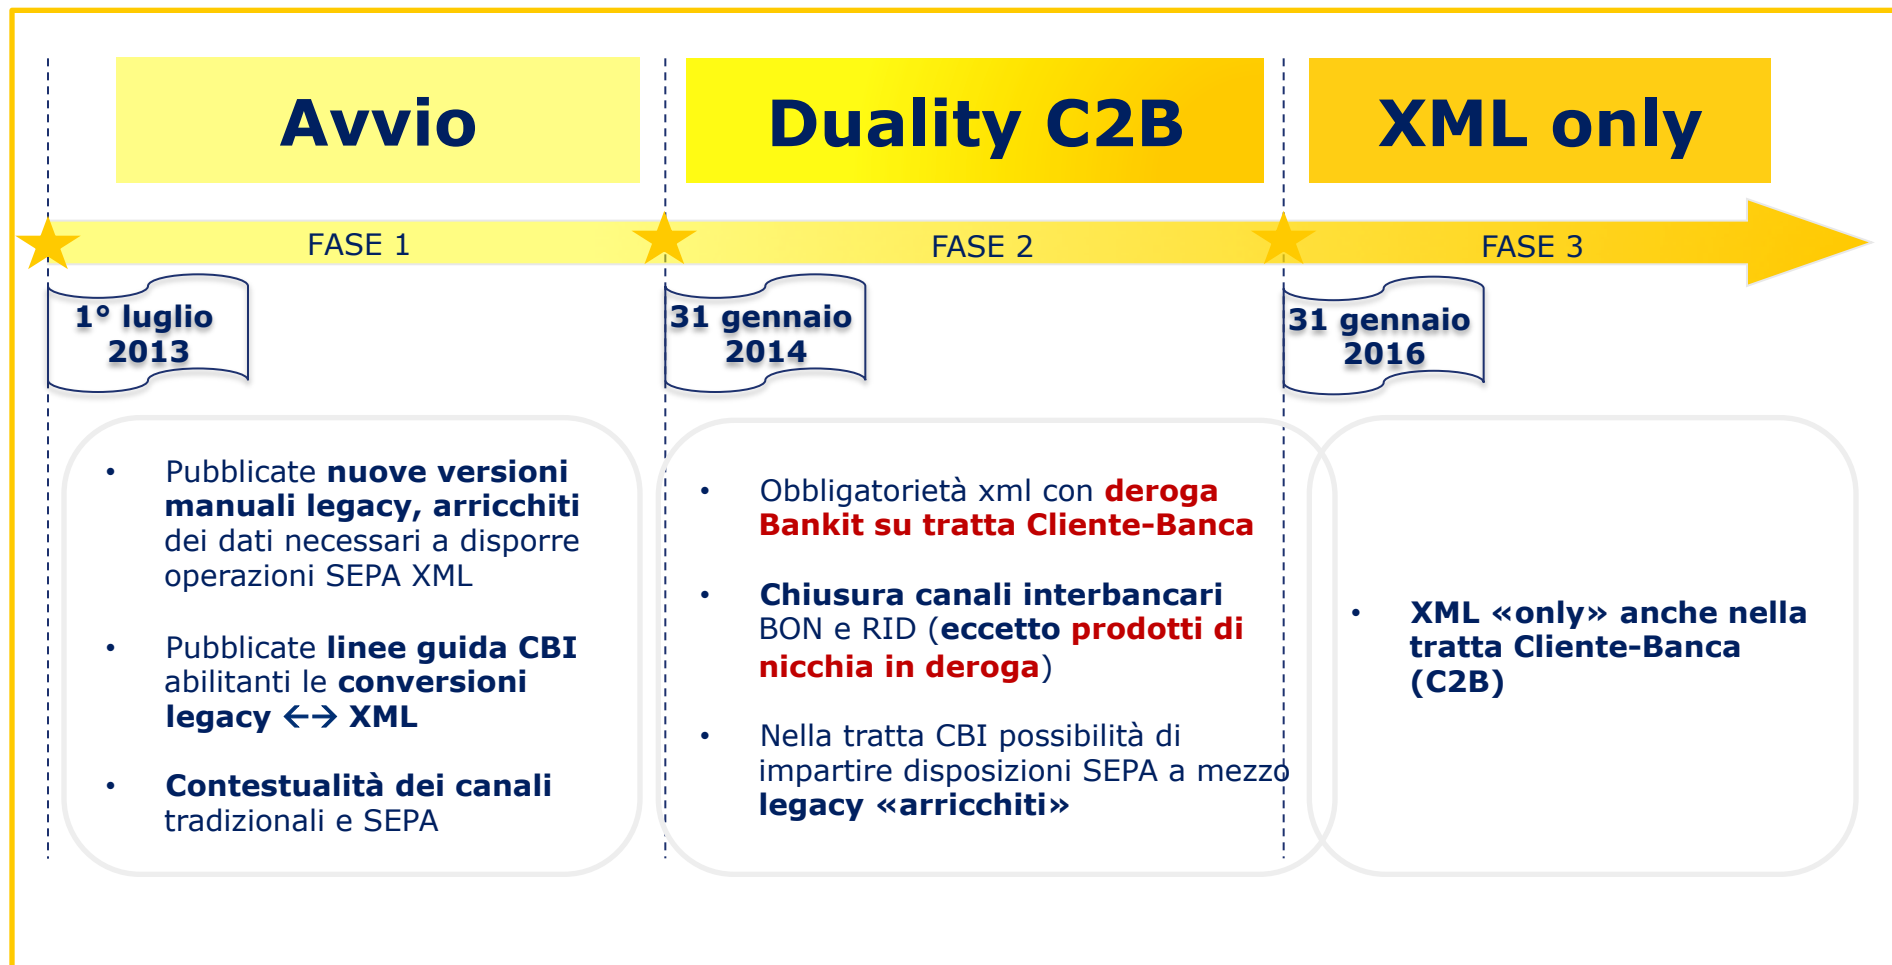 Avvio
Duality C2B
XML only
FASE 1
FASE 2
FASE 3
1° luglio
2013
31 gennaio
2014
31 gennaio
2016
• Pubblicate nuove versioni
manuali legacy, arricchiti
dei dati necessari a disporre
operazioni SEPA XML
• Pubblicate linee guida CBI
abilitanti le conversioni
legacy ←→ XML
• Contestualità dei canali
tradizionali e SEPA
• Obbligatorietà xml con deroga
Bankit su tratta Cliente-Banca
• Chiusura canali interbancari
BON e RID (eccetto prodotti di
nicchia in deroga)
• Nella tratta CBI possibilità di
impartire disposizioni SEPA a mezzo
legacy «arricchiti»
• XML «only» anche nella
tratta Cliente-Banca
(C2B)